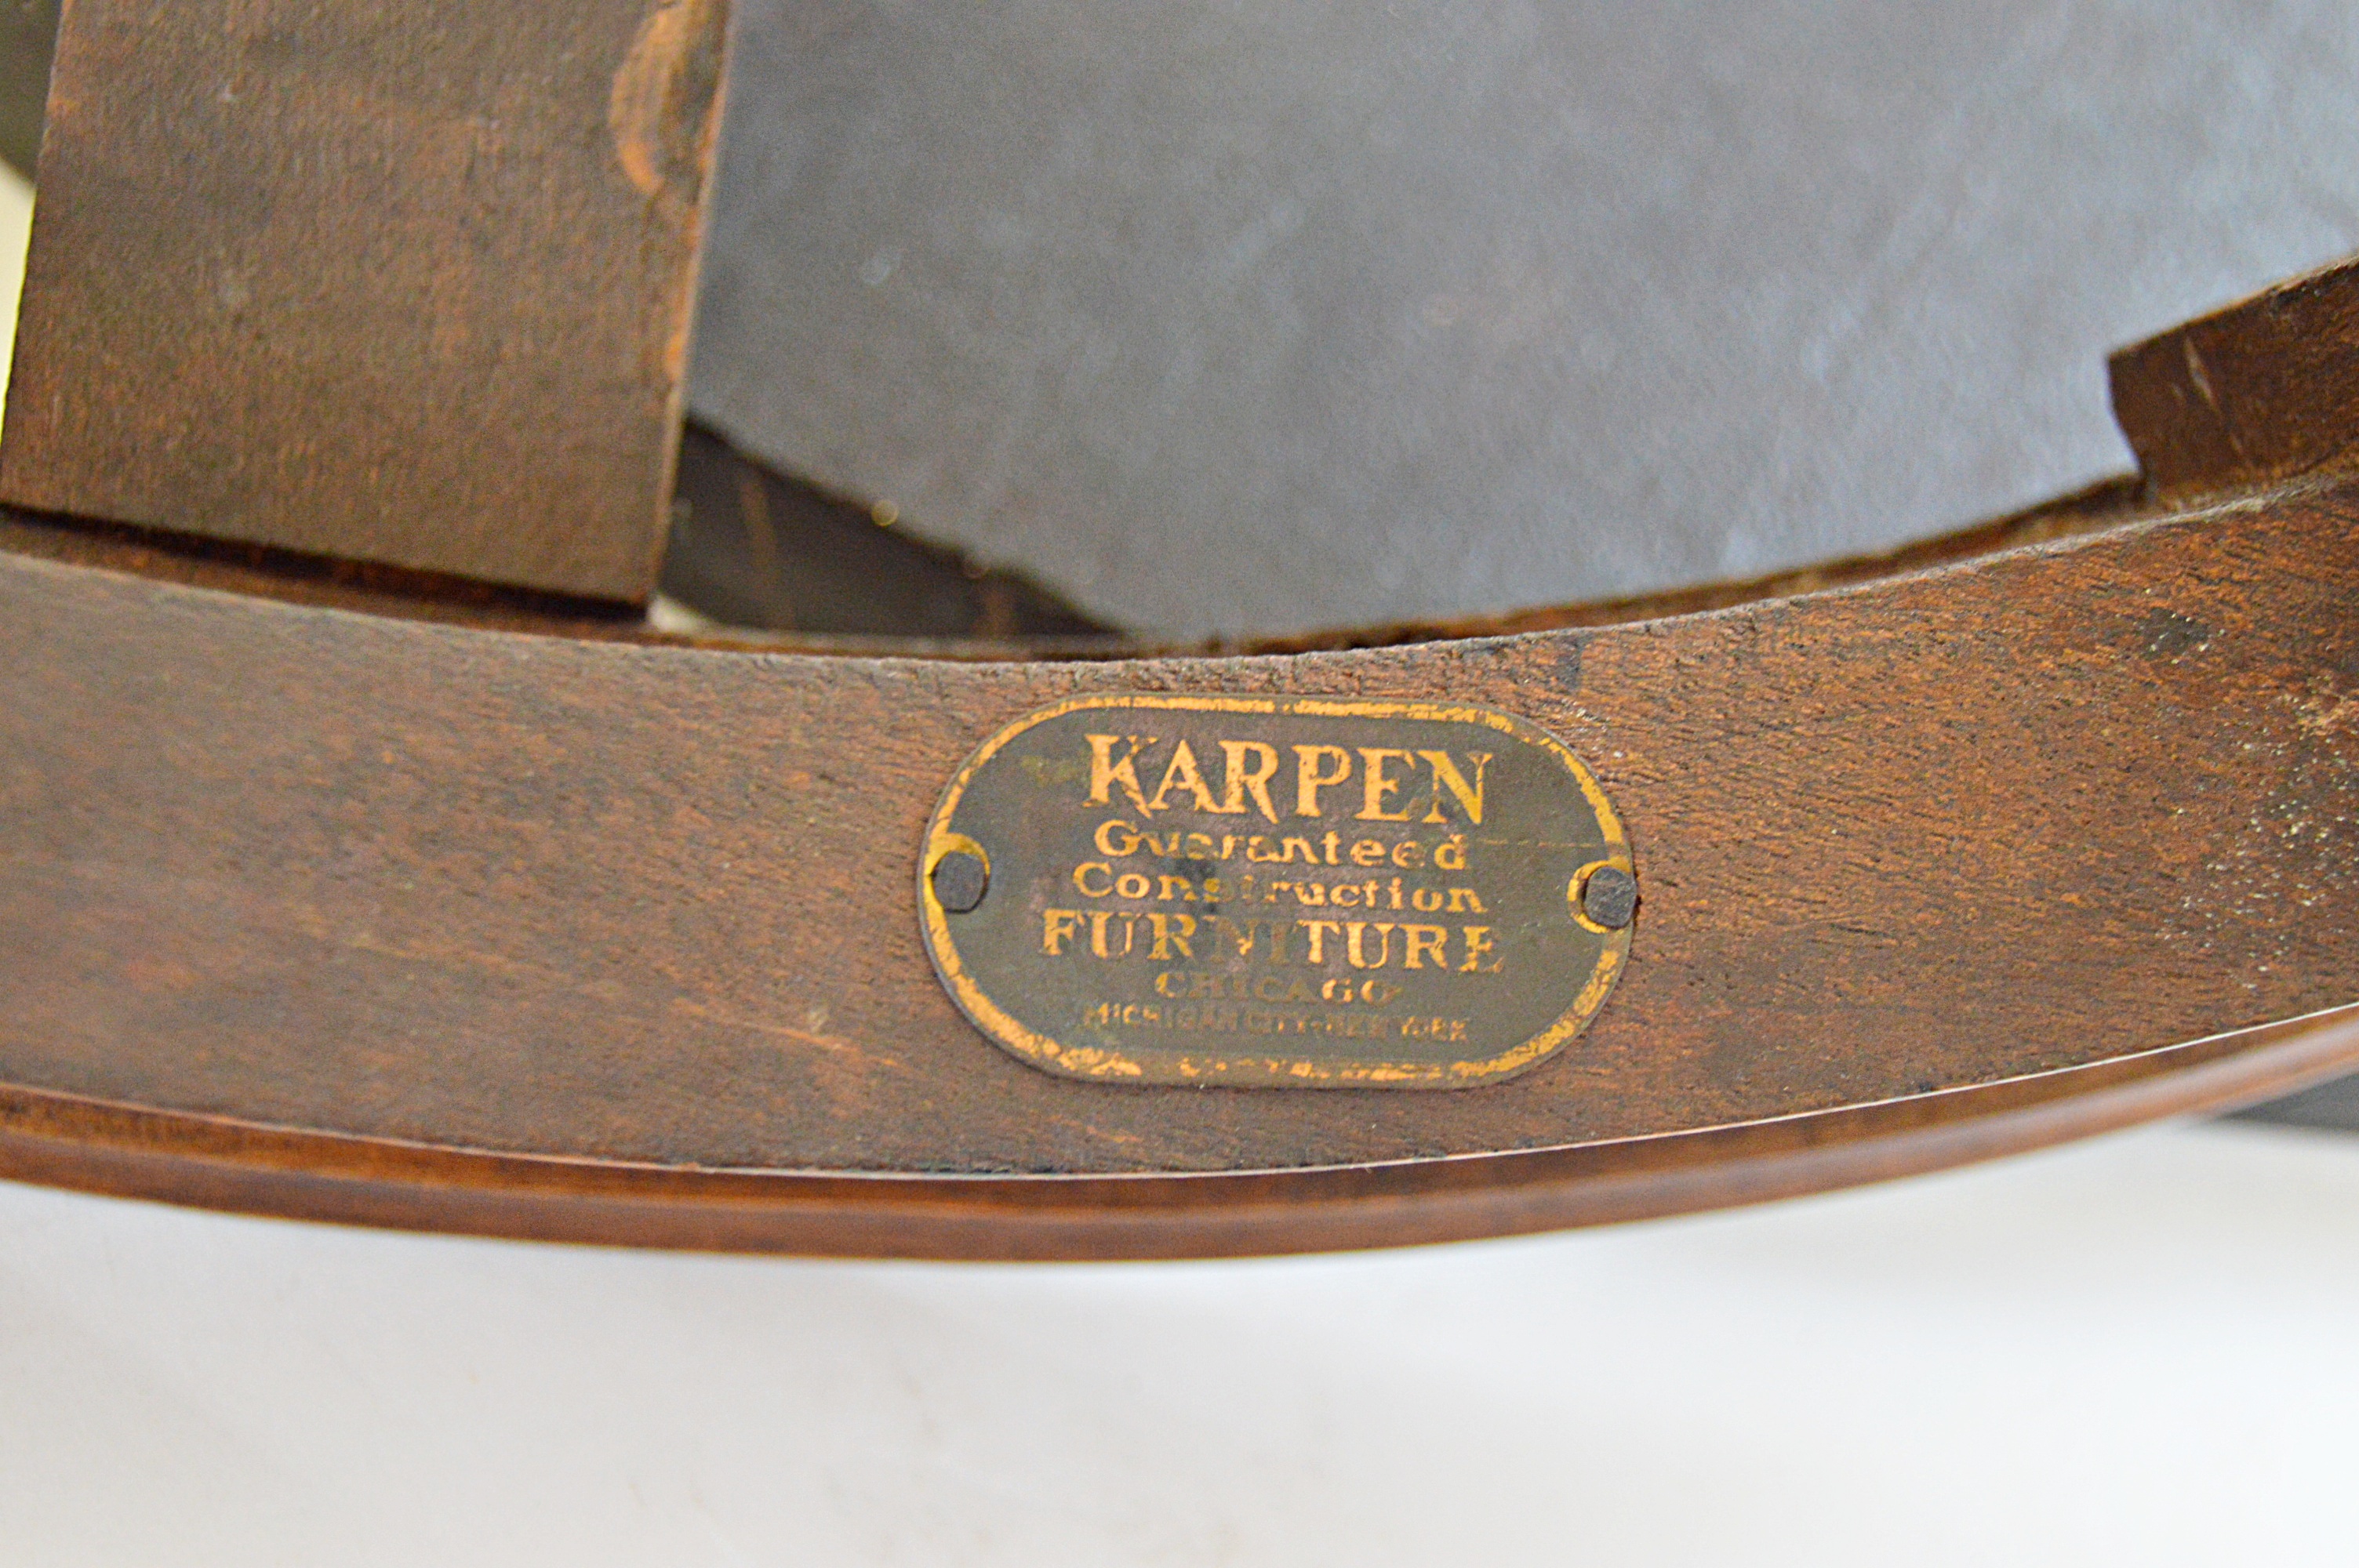 KARPEN
Guaranteed
Construction
FURNITURE
CHICAGO
MICHIGAN CITY-NEW YORK